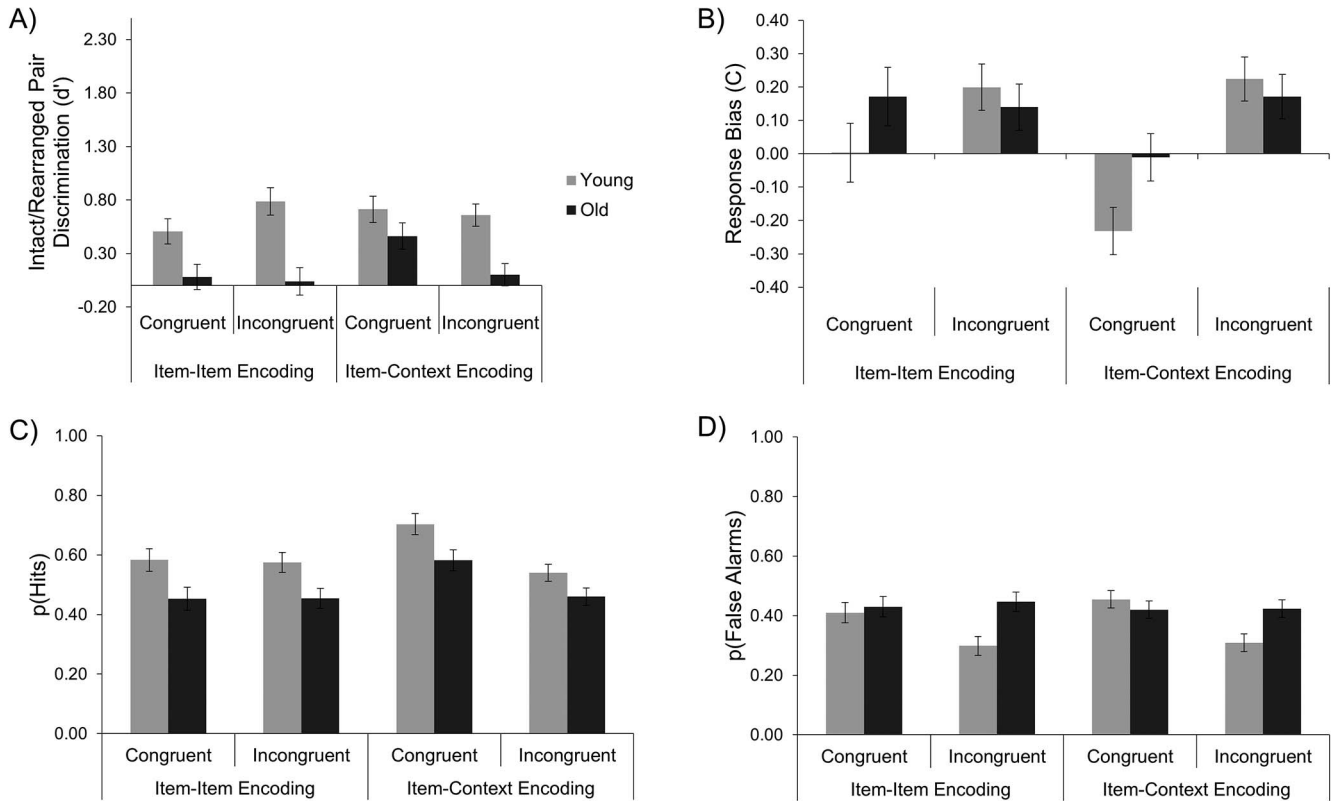 A)
Intact/Rearranged Pair
Discrimination (d')
2.30
1.80
1.30
0.80
0.30
-0.20
Congruent Incongruent Congruent Incongruent
Item-Item Encoding Item-Context Encoding
Young
Old
B)
Response Bias (C)
0.40
0.30
0.20
0.10
0.00
-0.10
-0.20
-0.30
-0.40
Congruent Incongruent Congruent Incongruent
Item-Item Encoding Item-Context Encoding
C)
p(Hits)
1.00
0.80
0.60
0.40
0.20
0.00
Congruent Incongruent Congruent Incongruent
Item-Item Encoding Item-Context Encoding
D)
p(False Alarms)
1.00
0.80
0.60
0.40
0.20
0.00
Congruent Incongruent Congruent Incongruent
Item-Item Encoding Item-Context Encoding